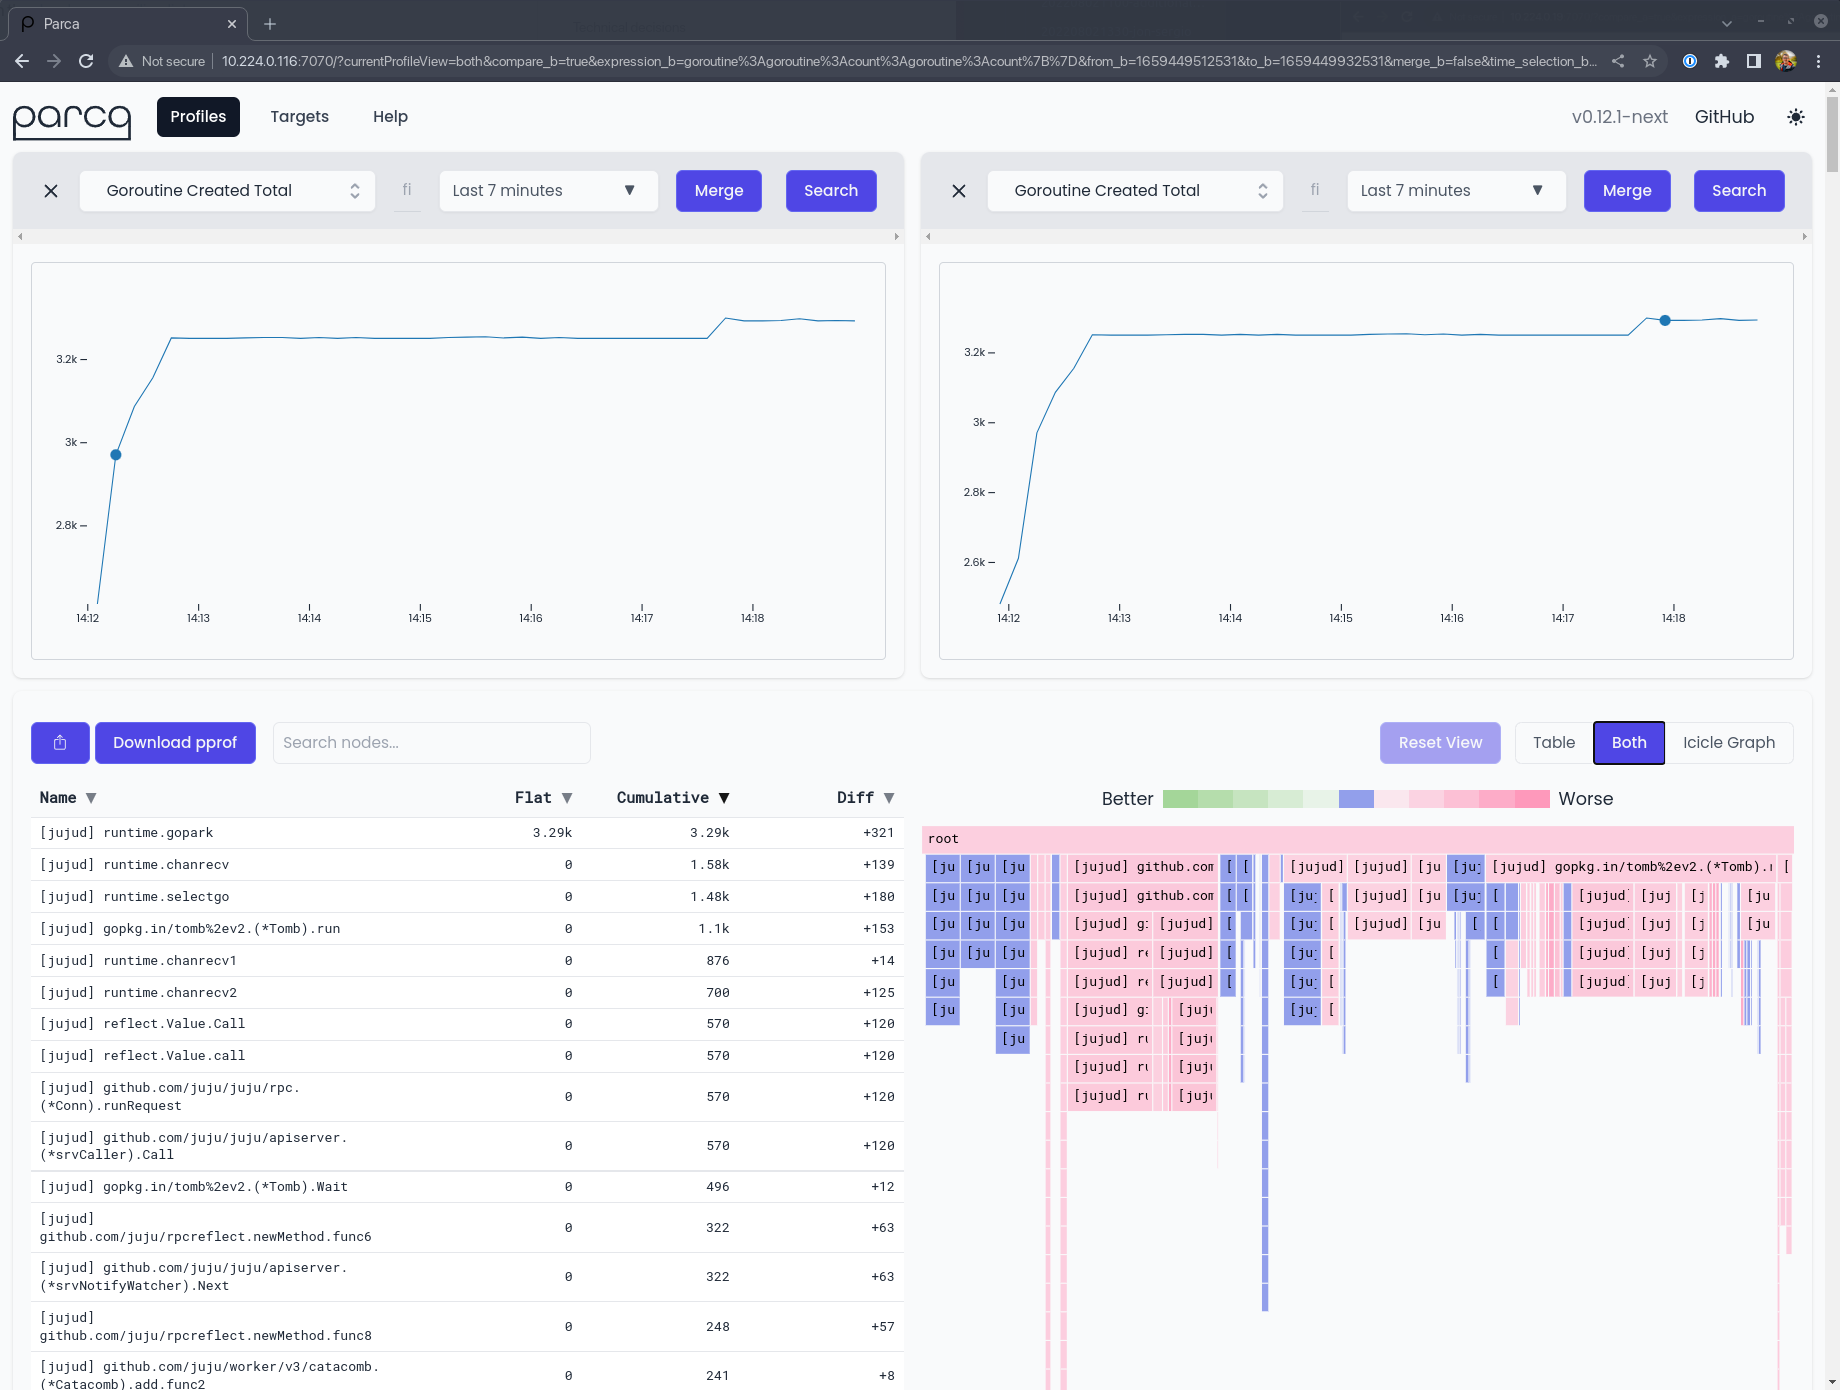 Parca
Not secure 10.224.0.116:7070/?currentProfileView=both&compare_b=true&expression_b=goroutine%3Agoroutine%3Acount%3Agoroutine%3Acount%7B%7D&from_b=1659449512531&to_b=1659449932531&merge_b=false&time_selection_b...
parca Profiles Targets Help v0.12.1-next GitHub
Goroutine Created Total fi Last 7 minutes Merge Search
Goroutine Created Total fi Last 7 minutes Merge Search
3.2k
3k
2.8k
14:12 14:13 14:14 14:15 14:16 14:17 14:18
3.2k
3k
2.8k
2.6k
14:12 14:13 14:14 14:15 14:16 14:17 14:18
Download pprof Search nodes... Reset View Table Both Icicle Graph
Name Flat Cumulative Diff
[jujud] runtime.gopark 3.29k 3.29k +321
[jujud] runtime.chanrecv 0 1.58k +139
[jujud] runtime.selectgo 0 1.48k +180
[jujud] gopkg.in/tomb%2ev2.(*Tomb).run 0 1.1k +153
[jujud] runtime.chanrecv1 0 876 +14
[jujud] runtime.chanrecv2 0 700 +125
[jujud] reflect.Value.Call 0 570 +120
[jujud] reflect.Value.call 0 570 +120
[jujud] github.com/juju/juju/rpc.
(*Conn).runRequest 0 570 +120
[jujud] github.com/juju/juju/apiserver.
(*srvCaller).Call 0 570 +120
[jujud] gopkg.in/tomb%2ev2.(*Tomb).Wait 0 496 +12
[jujud]
github.com/juju/rpcreflect.newMethod.func6 0 322 +63
[jujud] github.com/juju/juju/apiserver.
(*srvNotifyWatcher).Next 0 322 +63
[jujud]
github.com/juju/rpcreflect.newMethod.func8 0 248 +57
[jujud] github.com/juju/worker/v3/catacomb.
(*Catacomb).add.func2 0 241 +8
Better Worse
root
[ju [ju [ju [jujud] github.com [ [ [jujud] [jujud] [ju [ju [jujud] gopkg.in/tomb%2ev2.(*Tomb). [
[ju [ju [ju [jujud] github.com [ [ [ju [ [jujud] [ju [ju [ [jujud [juj [j [ju
[ju [ju [ju [jujud] g [jujud] [ [ju [ [jujud] [ju [ [ [jujud [juj [j [ju
[ju [ju [ju [jujud] r [jujud] [ [ju [ [ [jujud [juj [j
[ju [ju [jujud] r [jujud] [ [ju [ [ [jujud [juj [j
[ju [ju [jujud] g [juj [ju [
[ju [jujud] r [juj
[jujud] r [juj
[jujud] r [juj